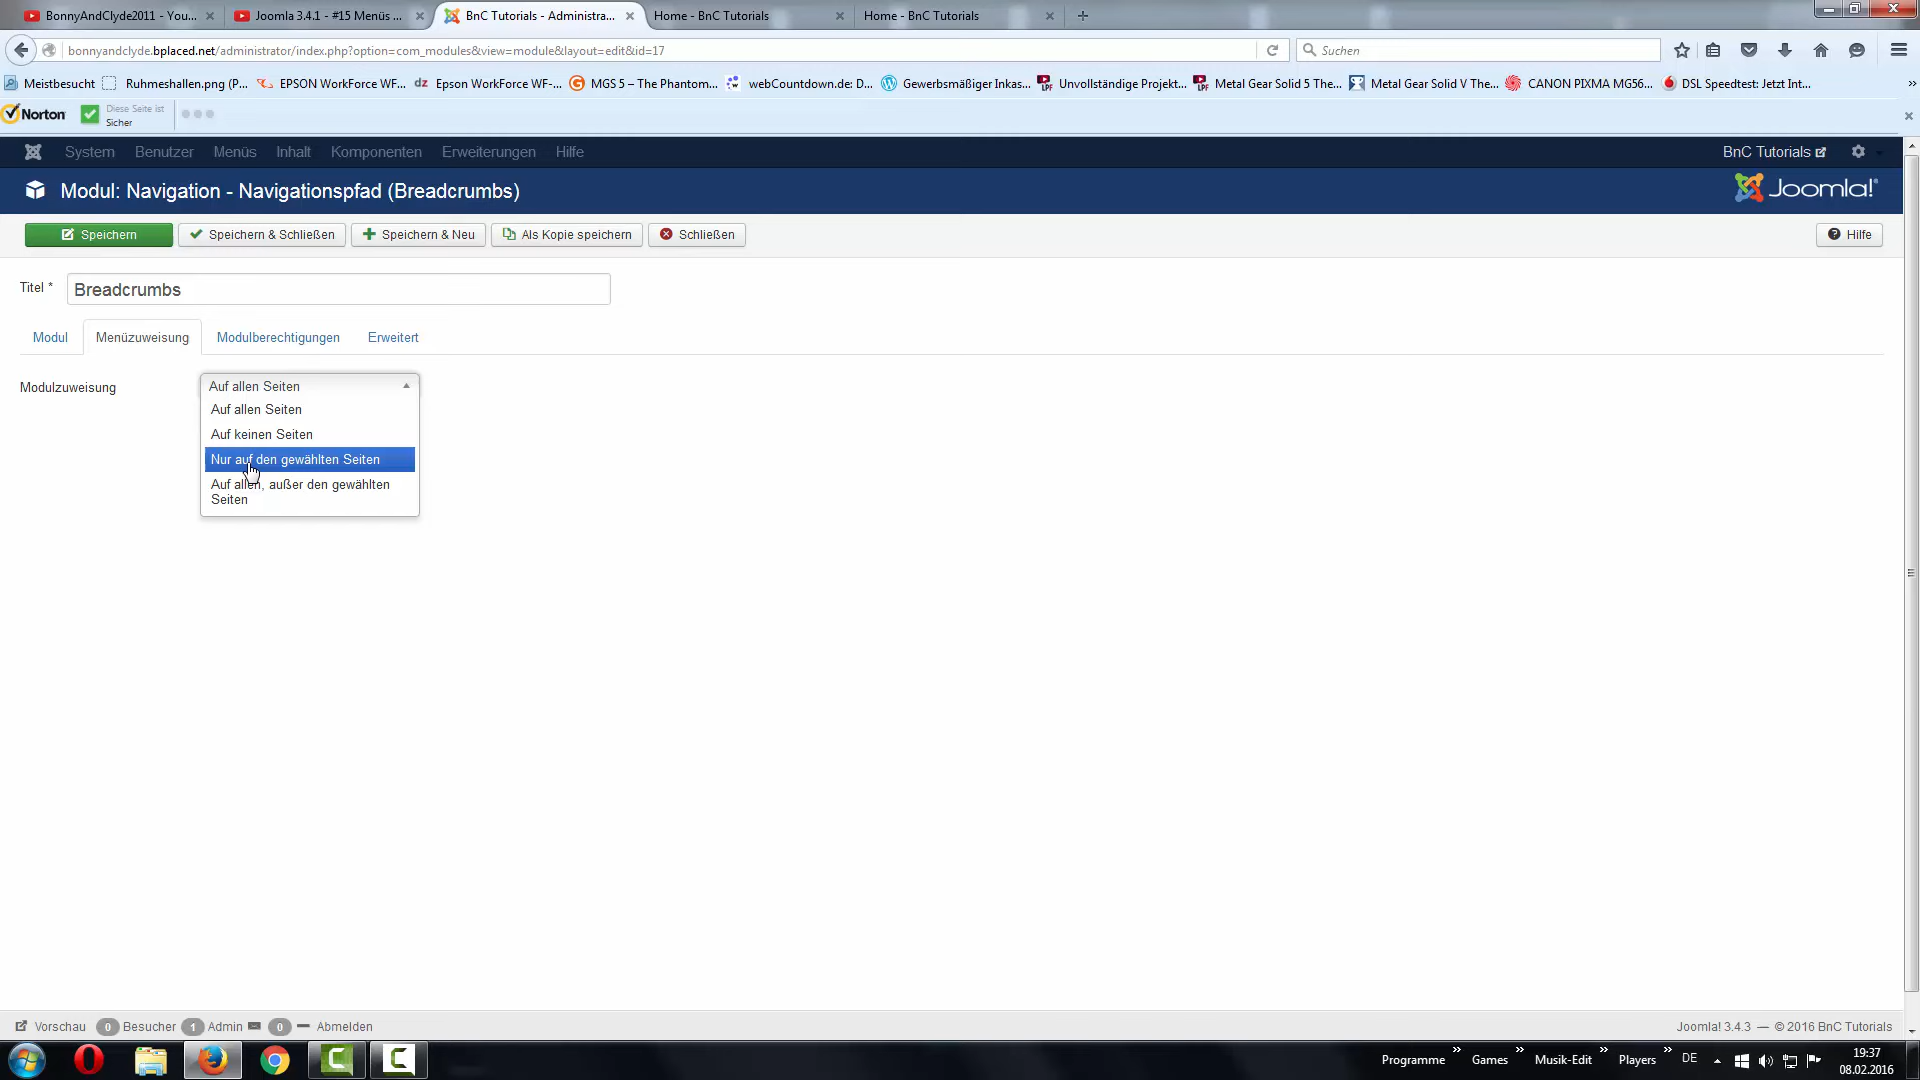 BonnyAndClyde2011 - You...
Joomla 3.4.1 - #15 Menüs ...
BnC Tutorials - Administra...
Home - BnC Tutorials
Home - BnC Tutorials
bonnyandclyde.bplaced.net/administrator/index.php?option=com_modules&view=module&layout=edit&id=17
Suchen
Meistbesucht
Ruhmeshallen.png (P...
EPSON WorkForce WF...
Epson WorkForce WF-...
MGS 5 – The Phantom...
webCountdown.de: D...
Gewerbsmäßiger Inkas...
Unvollständige Projekt...
Metal Gear Solid 5 The...
Metal Gear Solid V The...
CANON PIXMA MG56...
DSL Speedtest: Jetzt Int...
Norton
Diese Seite ist
Sicher
System
Benutzer
Menüs
Inhalt
Komponenten
Erweiterungen
Hilfe
BnC Tutorials
Modul: Navigation - Navigationspfad (Breadcrumbs)
Joomla!
Speichern
Speichern & Schließen
Speichern & Neu
Als Kopie speichern
Schließen
Hilfe
Titel *
Breadcrumbs
Modul
Menüzuweisung
Modulberechtigungen
Erweitert
Modulzuweisung
Auf allen Seiten
Auf allen Seiten
Auf keinen Seiten
Nur auf den gewählten Seiten
Auf allen, außer den gewählten
Seiten
Vorschau
0 Besucher
1 Admin
0
Abmelden
Joomla! 3.4.3 — © 2016 BnC Tutorials
Programme
Games
Musik-Edit
Players
DE
19:37
08.02.2016